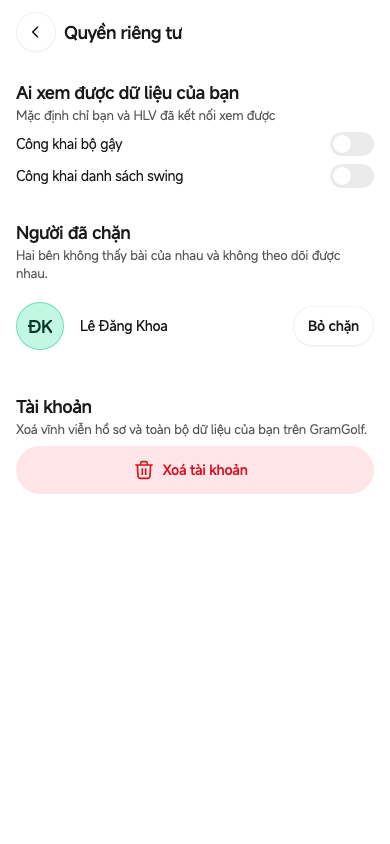 Quyền riêng tư
Ai xem được dữ liệu của bạn
Mặc định chỉ bạn và HLV đã kết nối xem được
Công khai bộ gậy
Công khai danh sách swing
Người đã chặn
Hai bên không thấy bài của nhau và không theo dõi được
nhau.
ĐK
Lê Đăng Khoa
Bỏ chặn
Tài khoản
Xoá vĩnh viễn hồ sơ và toàn bộ dữ liệu của bạn trên GramGolf.
Xoá tài khoản